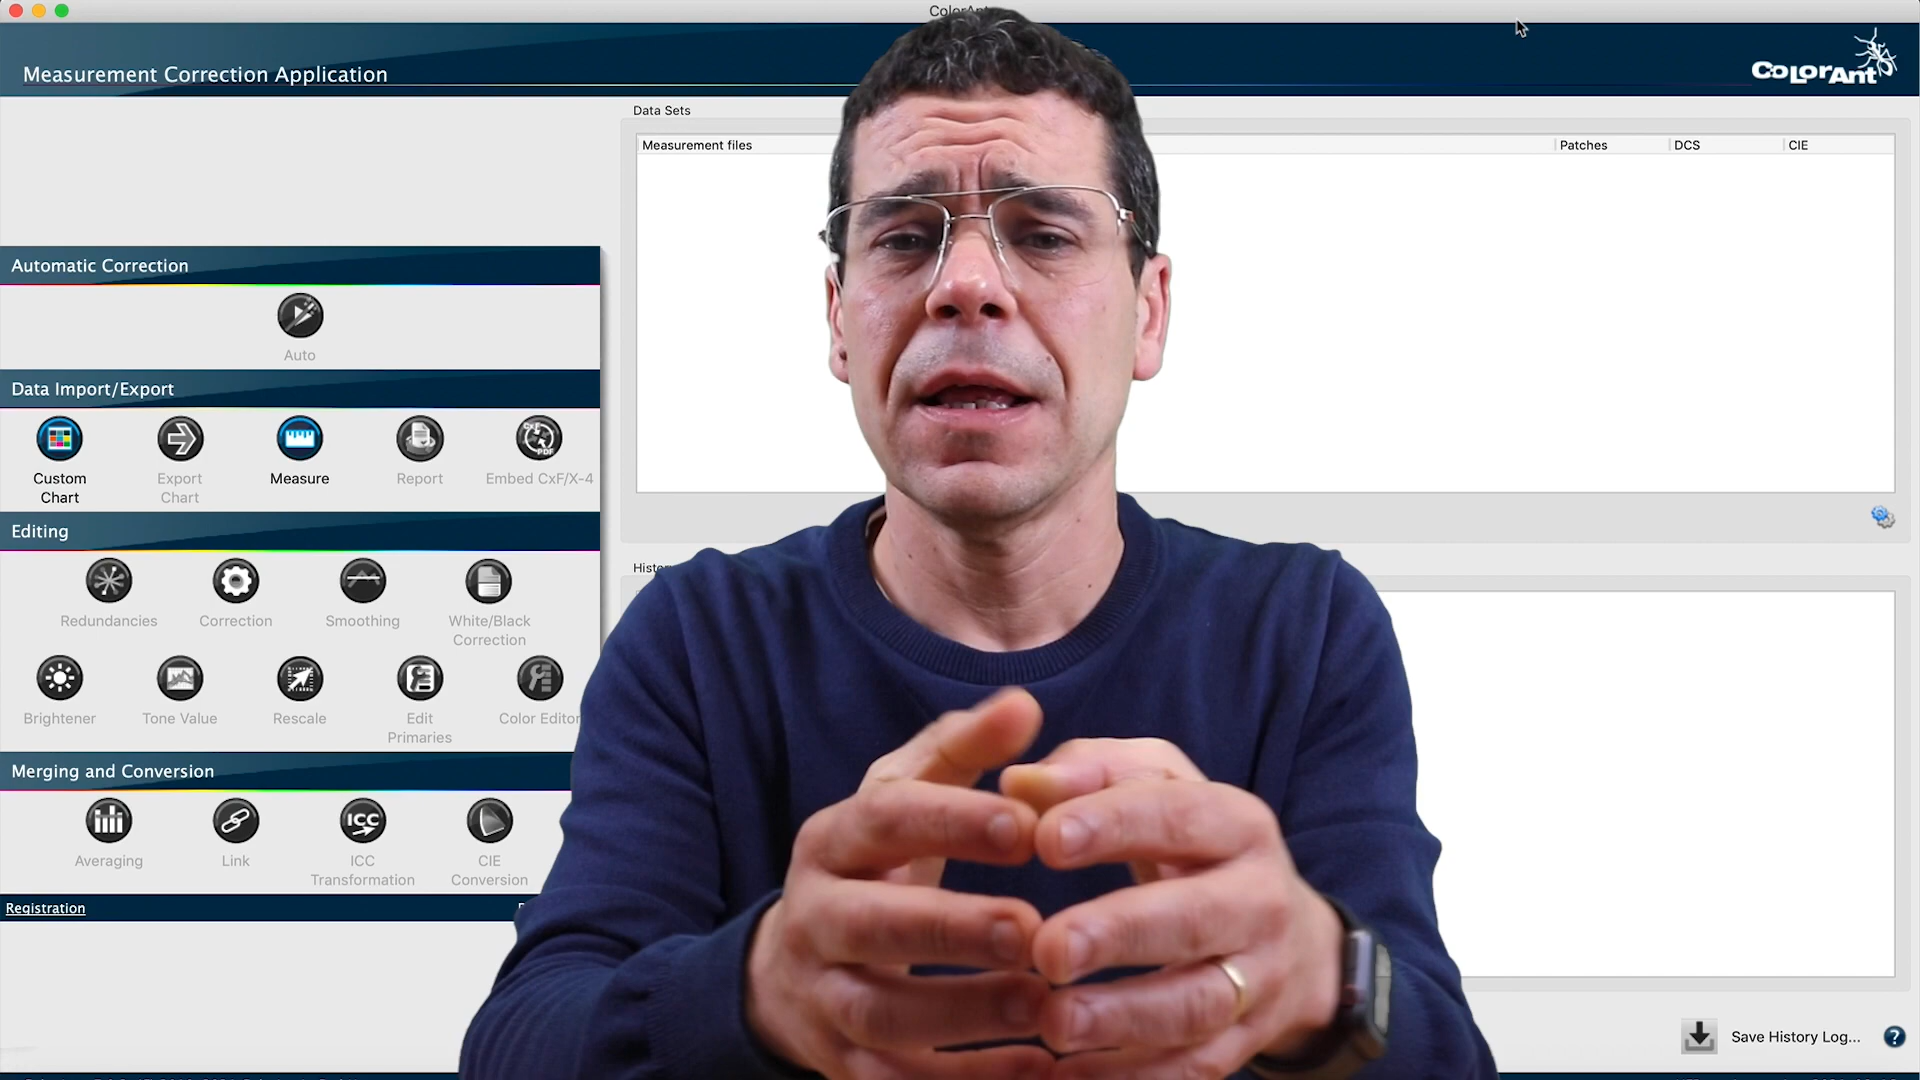 Measurement Correction Application
ColorAnt
Data Sets
Measurement files
Patches
DCS
CIE
Automatic Correction
Auto
Data Import/Export
Custom
Chart
Export
Chart
Measure
Report
Embed CxF/X-4
Editing
Redundancies
Correction
Smoothing
White/Black
Correction
Brightener
Tone Value
Rescale
Edit
Primaries
Color Editor
Merging and Conversion
Averaging
Link
ICC
ICC
Transformation
CIE
Conversion
Registration
Save History Log...
?